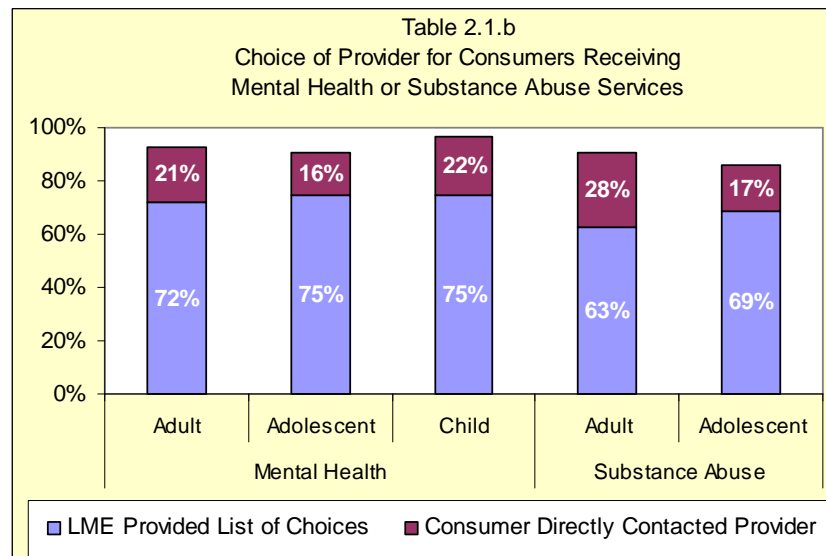 Table 2.1.b
Choice of Provider for Consumers Receiving
Mental Health or Substance Abuse Services
100%
80%
60%
40%
20%
0%
21% 16% 22% 28% 17%
72% 75% 75% 63% 69%
Adult Adolescent Child Adult Adolescent
Mental Health Substance Abuse
LME Provided List of Choices Consumer Directly Contacted Provider